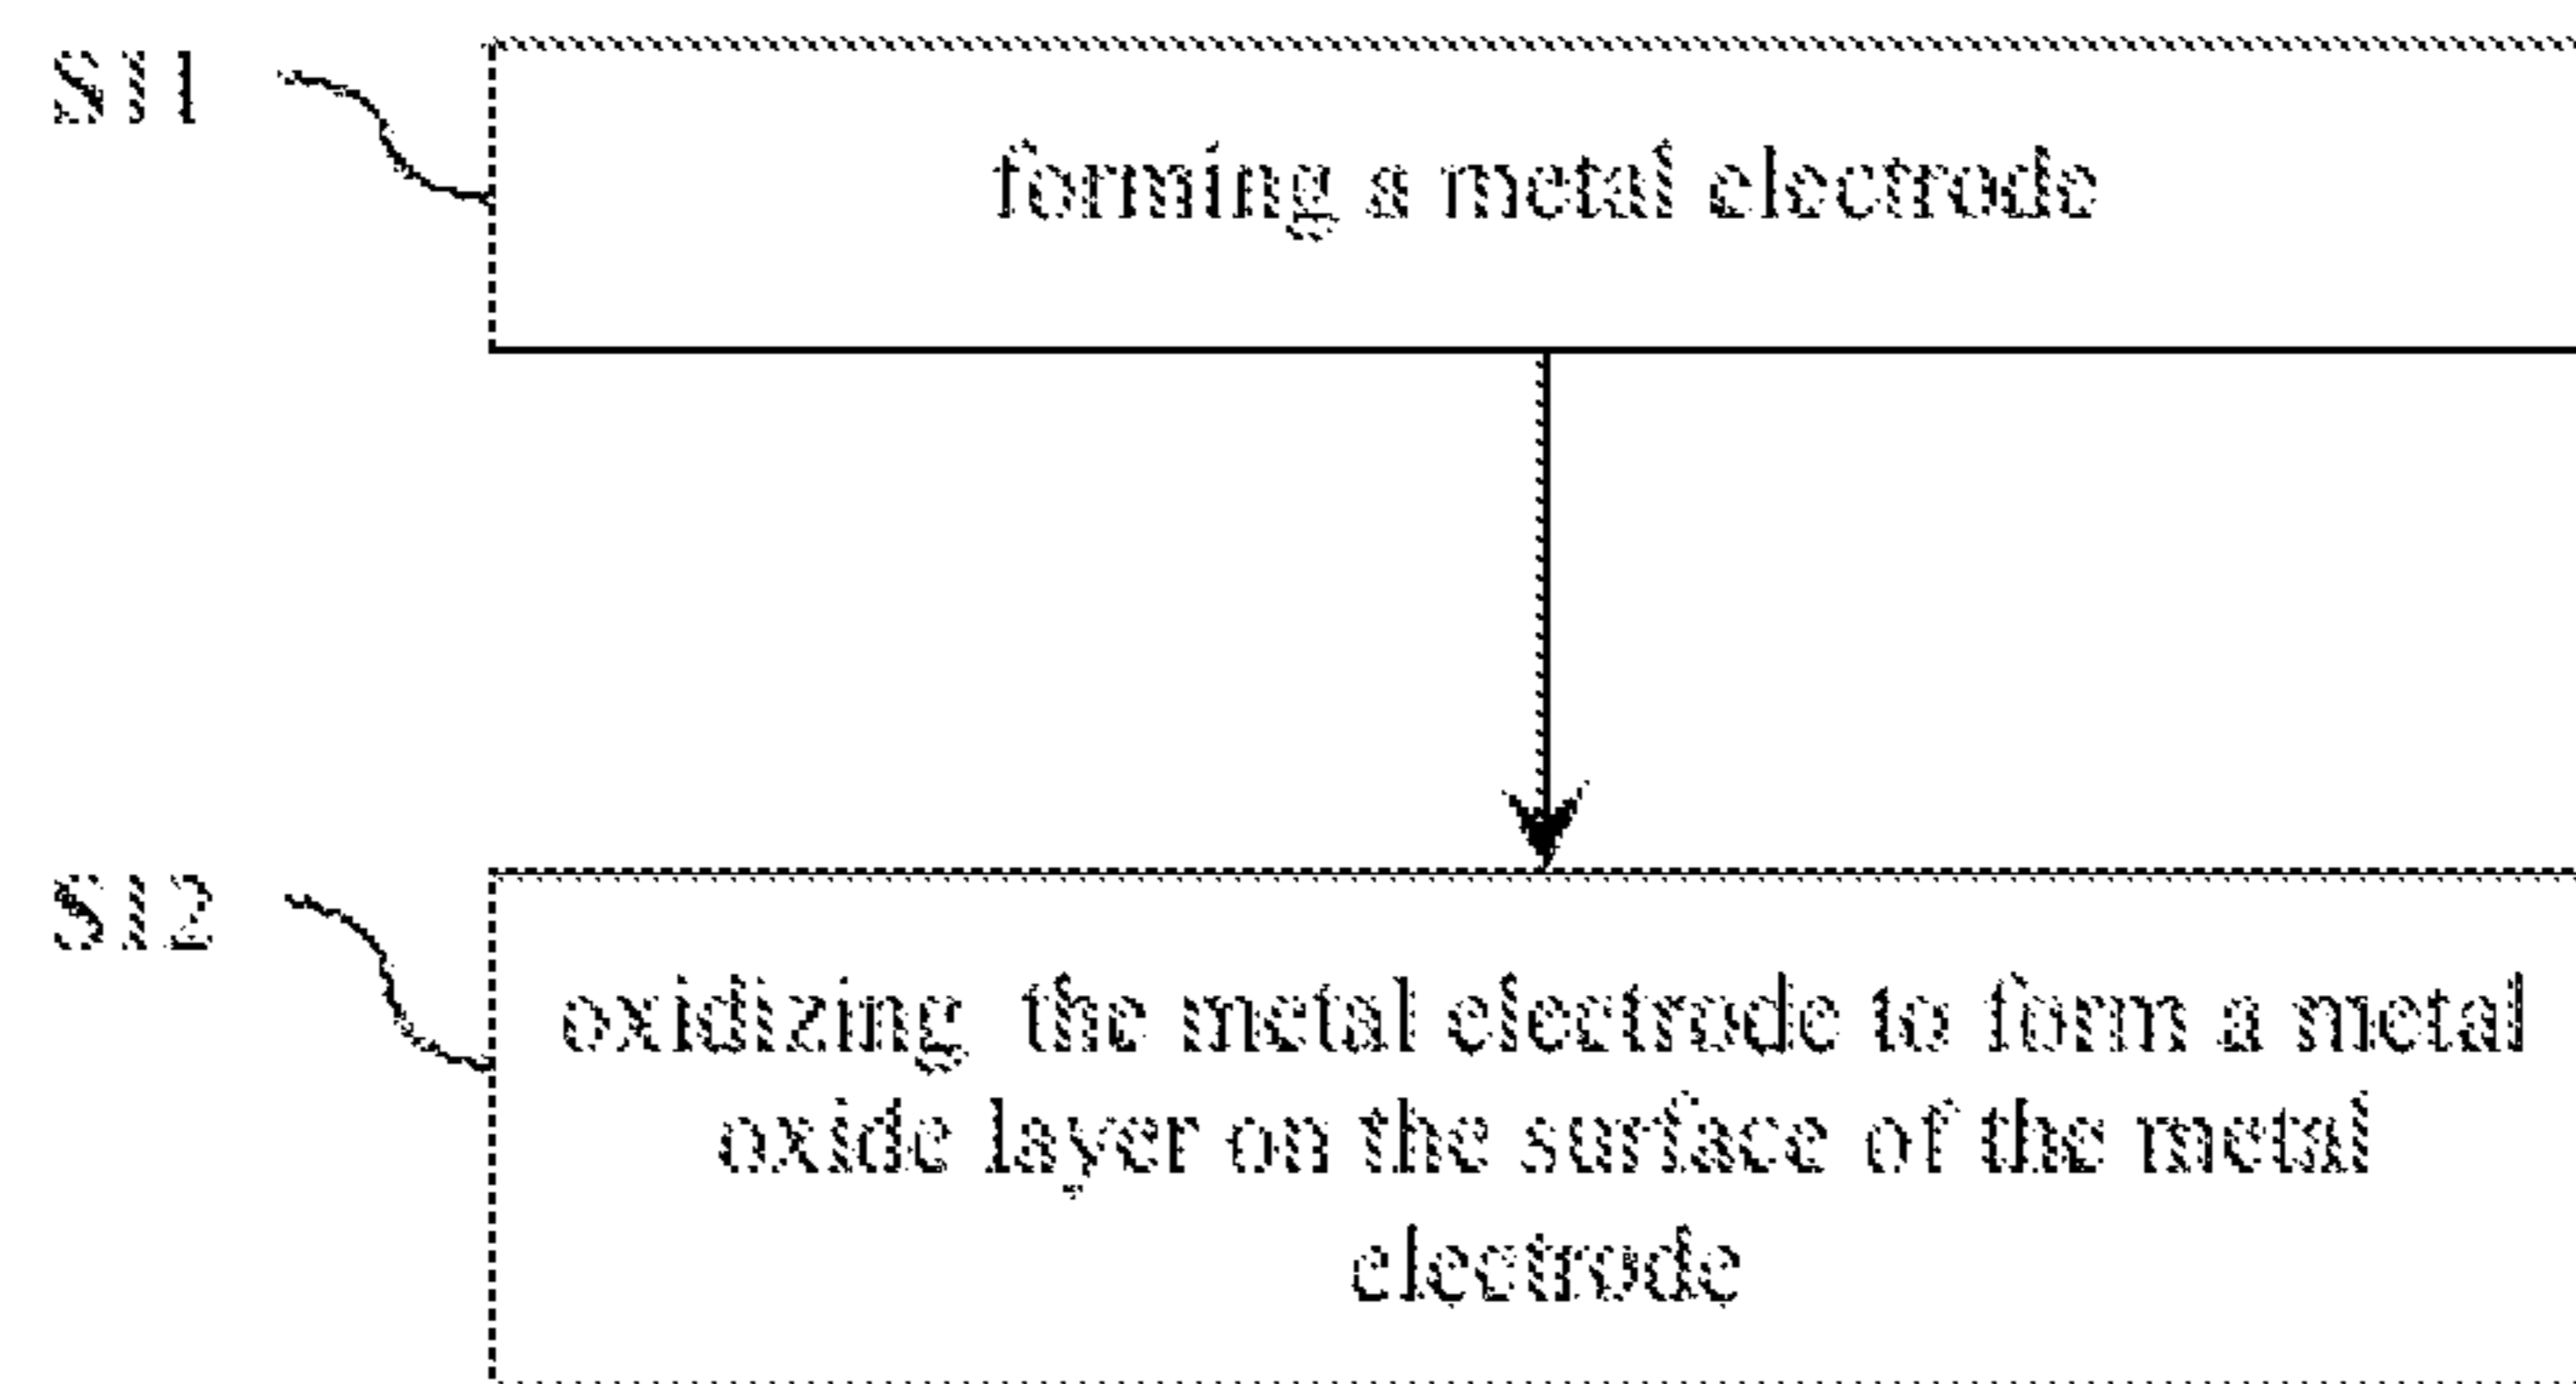 S11
forming a metal electrode
S12
oxidizing the metal electrode to form a metal
oxide layer on the surface of the metal
electrode